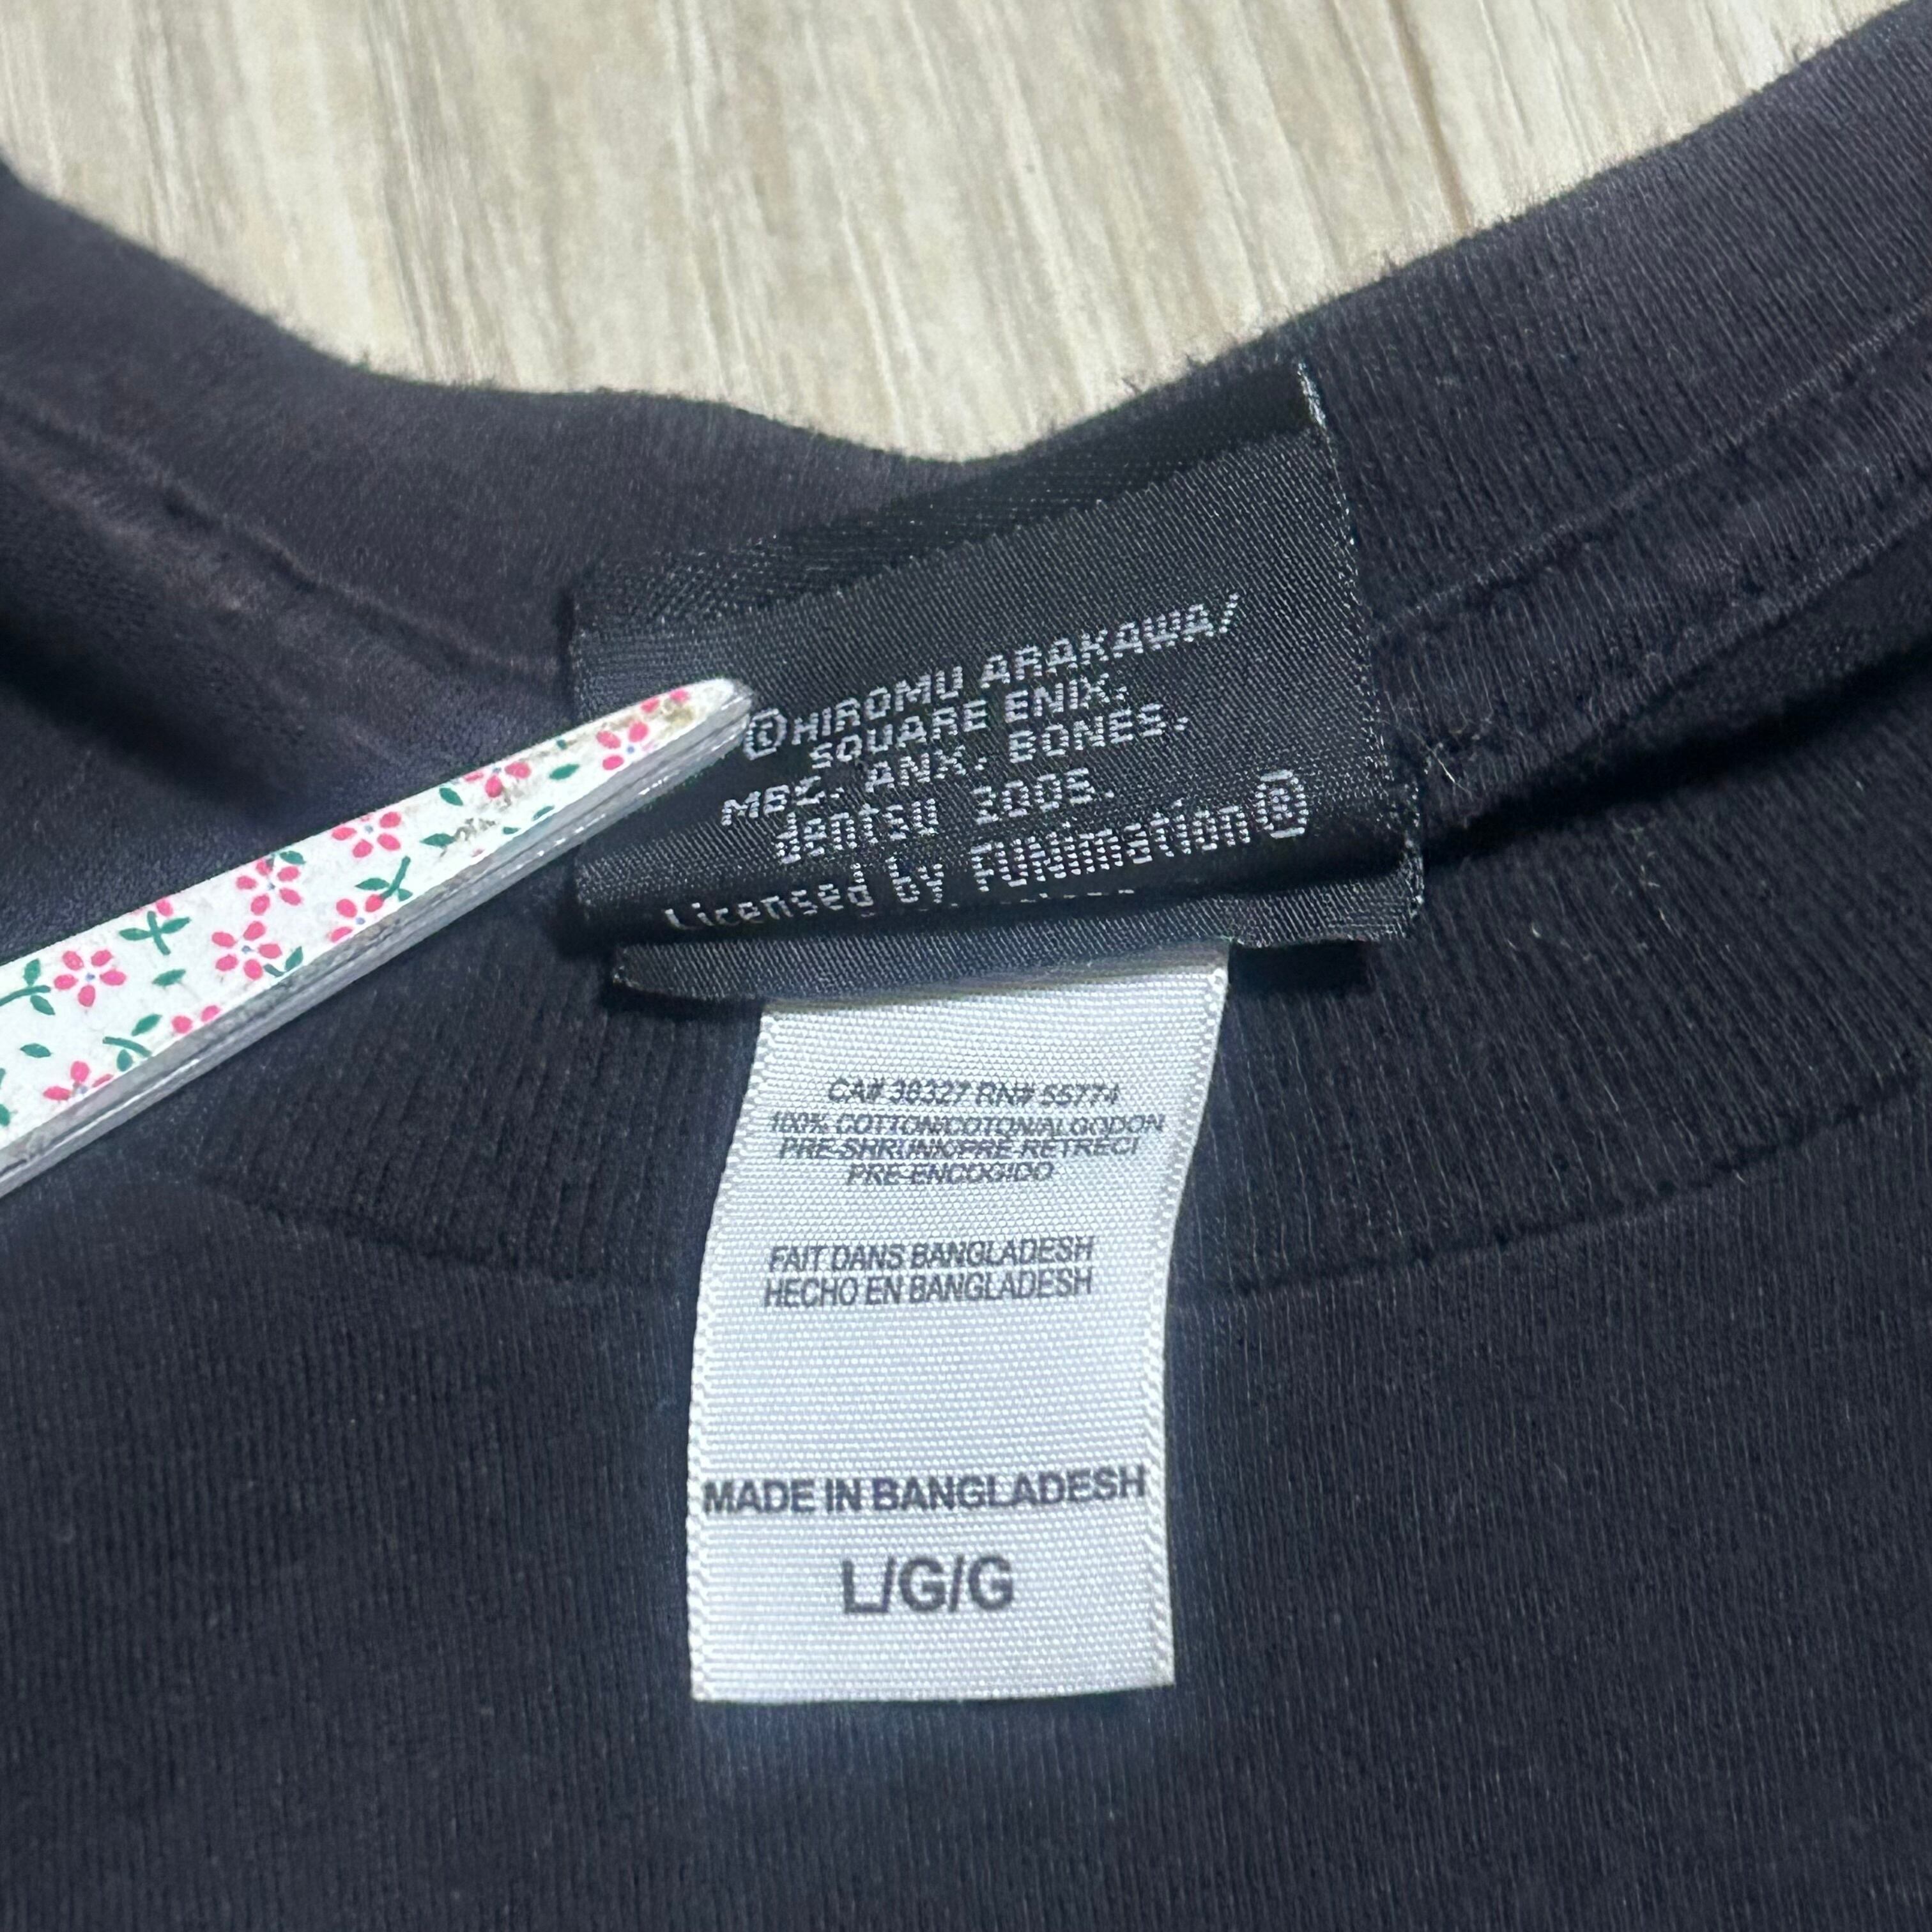 ©HIROMU ARAKAWA/
SQUARE ENIX.
MBZ. ANX. BONES.
dentsu 2005.
Licensed by FUNimation®
CA# 38327 RN# 55774
100% COTTON/COTON/ALGODON
PRE-SHRUNK/PRE-RETRECI
PRE-ENCOGIDO
FAIT DANS BANGLADESH
HECHO EN BANGLADESH
MADE IN BANGLADESH
L/G/G